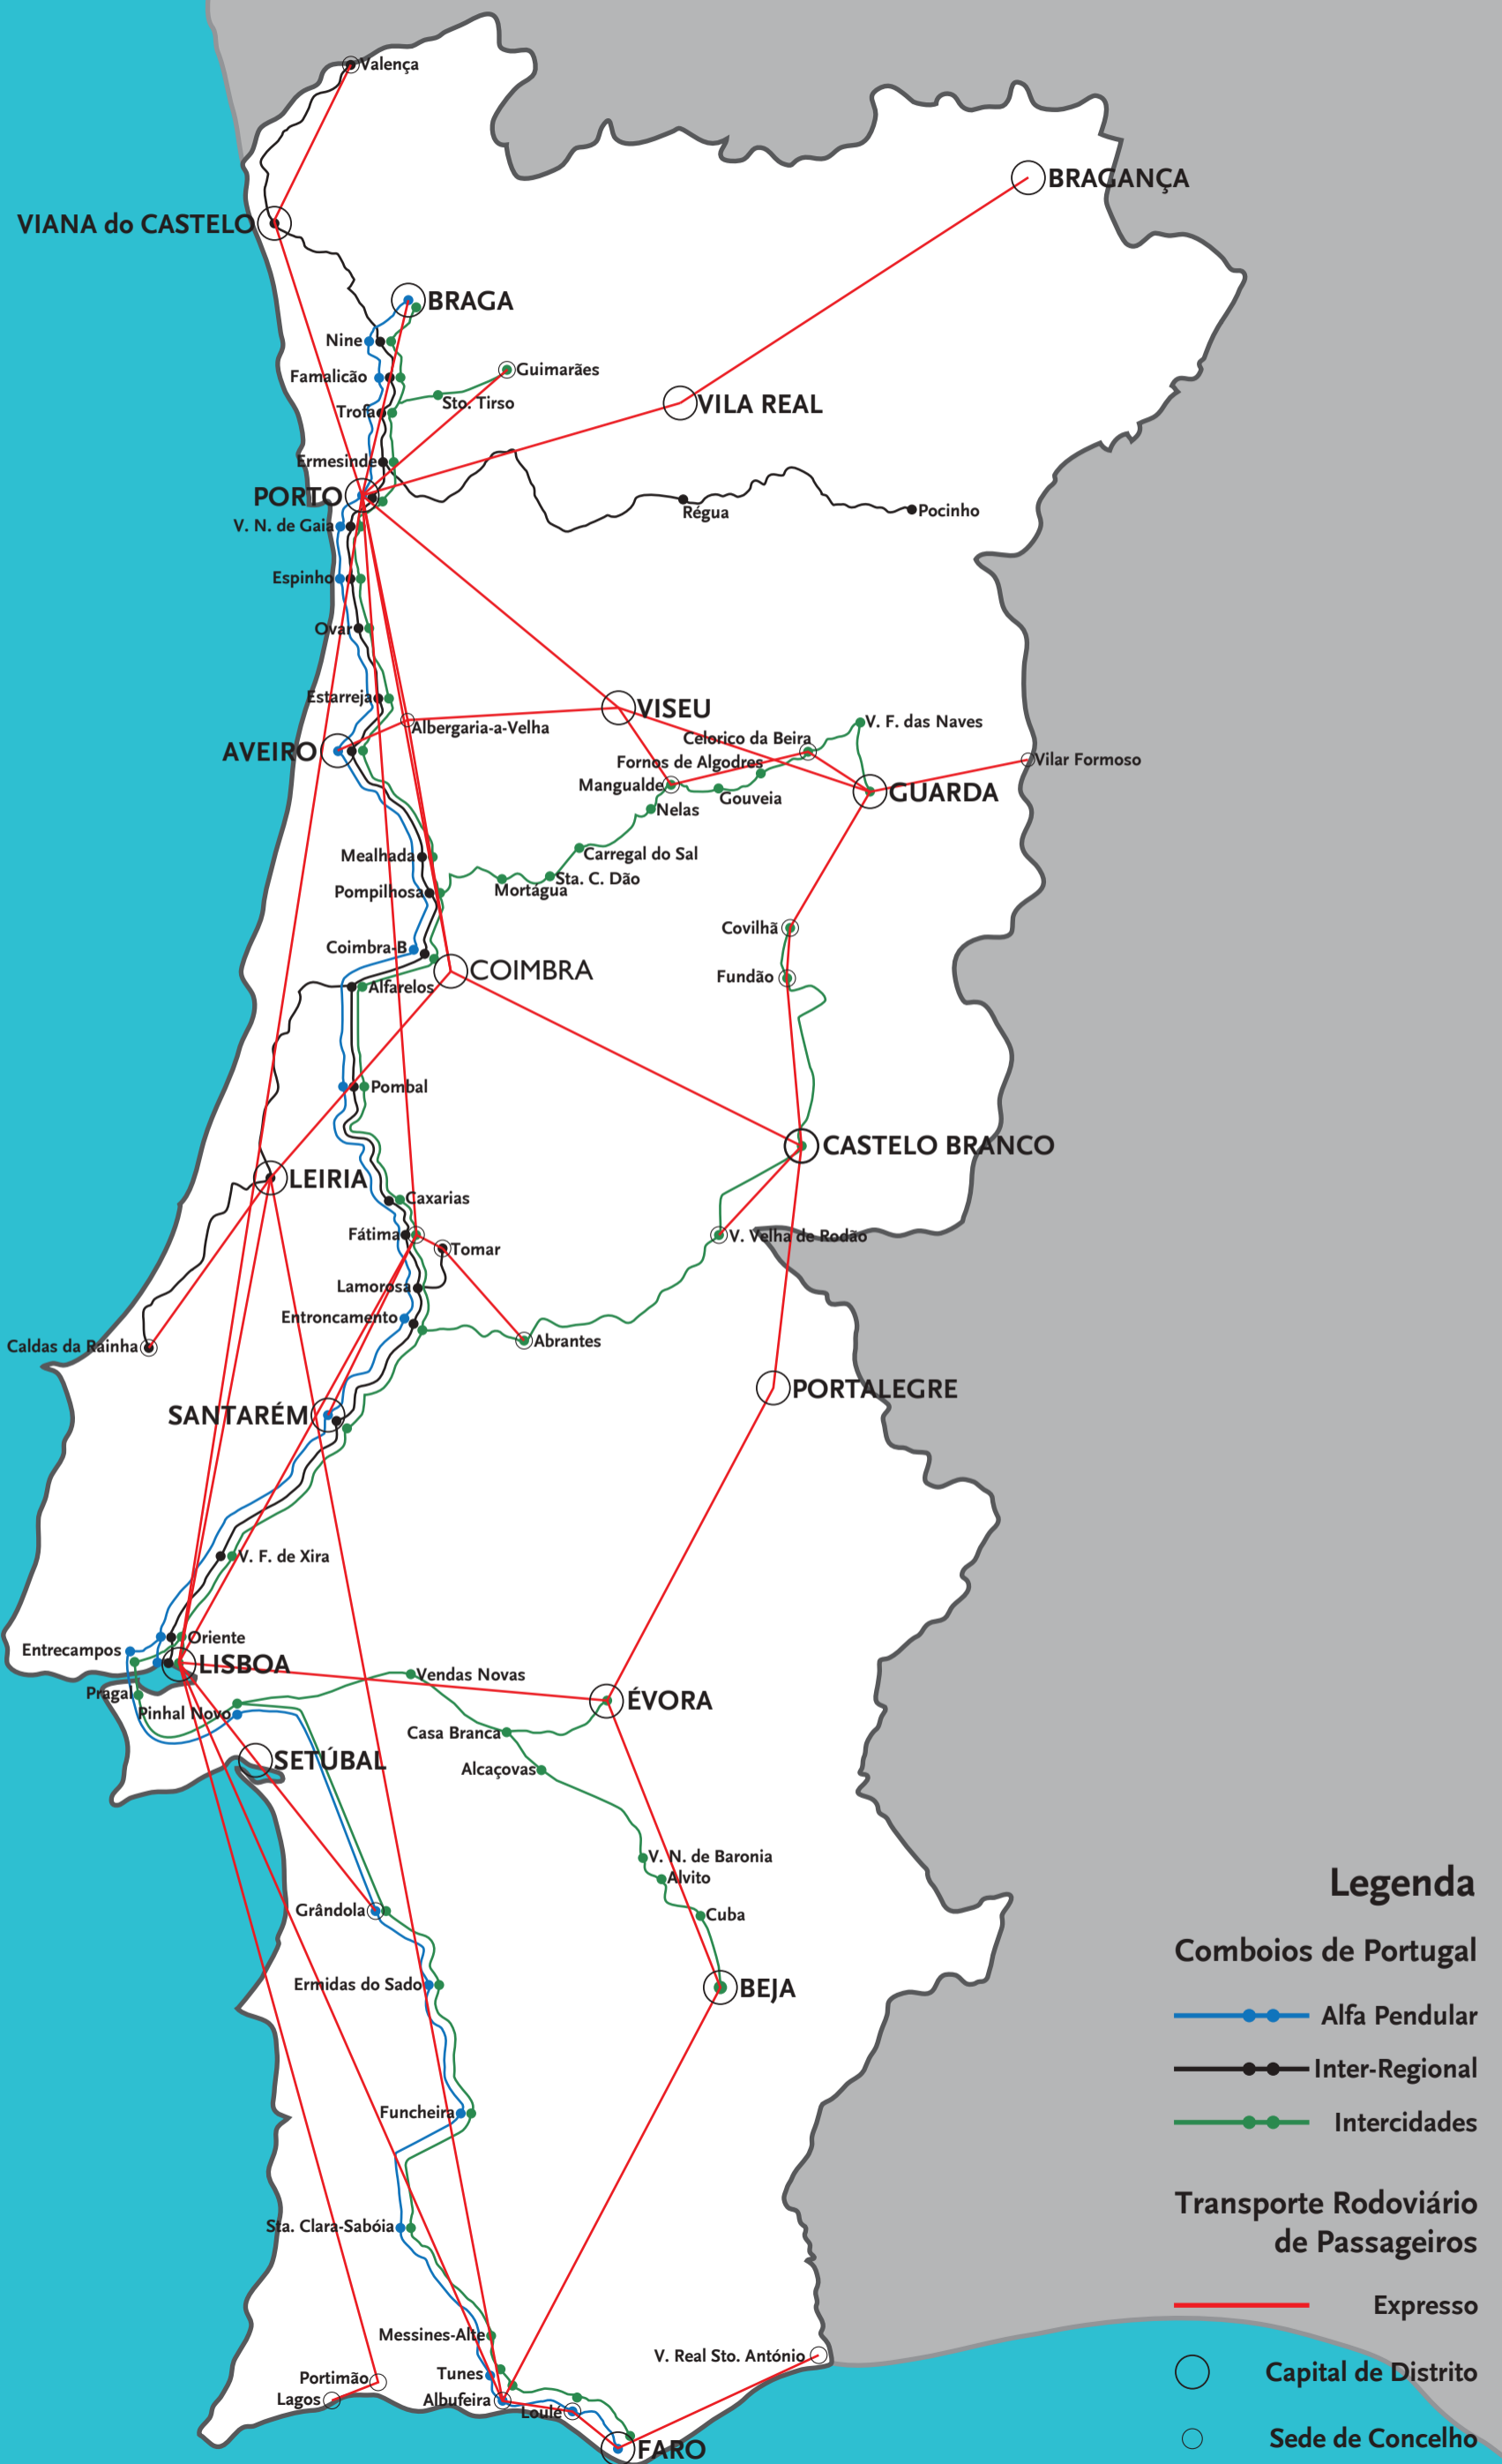 Valença
BRAGANÇA
VIANA do CASTELO
BRAGA
Nine
Guimarães
Famalicão
Sto. Tirso
VILA REAL
Trofa
Ermesinde
PORTO
Régua
Pocinho
V. N. de Gaia
Espinho
Ovar
Estarreja
VISEU
V. F. das Naves
Albergaria-a-Velha
Celorico da Beira
AVEIRO
Vilar Formoso
Fornos de Algodres
Mangualde
GUARDA
Gouveia
Nelas
Mealhada
Carregal do Sal
Sta. C. Dão
Pompilhosa
Mortágua
Covilhã
Coimbra-B
COIMBRA
Fundão
Alfarelos
Pombal
CASTELO BRANCO
LEIRIA
Caxarias
Fátima
V. Velha de Rodão
Tomar
Lamorosa
Entroncamento
Abrantes
Caldas da Rainha
PORTALEGRE
SANTARÉM
V. F. de Xira
Oriente
Entrecampos
LISBOA
Vendas Novas
Pragal
ÉVORA
Pinhal Novo
Casa Branca
SETÚBAL
Alcaçovas
V. N. de Baronia
Alvito
Grândola
Cuba
Ermidas do Sado
BEJA
Funcheira
Sta. Clara-Sabóia
Messines-Alte
V. Real Sto. António
Tunes
Portimão
Lagos
Albufeira
Loulé
FARO
Legenda
Comboios de Portugal
Alfa Pendular
Inter-Regional
Intercidades
Transporte Rodoviário
de Passageiros
Expresso
Capital de Distrito
Sede de Concelho